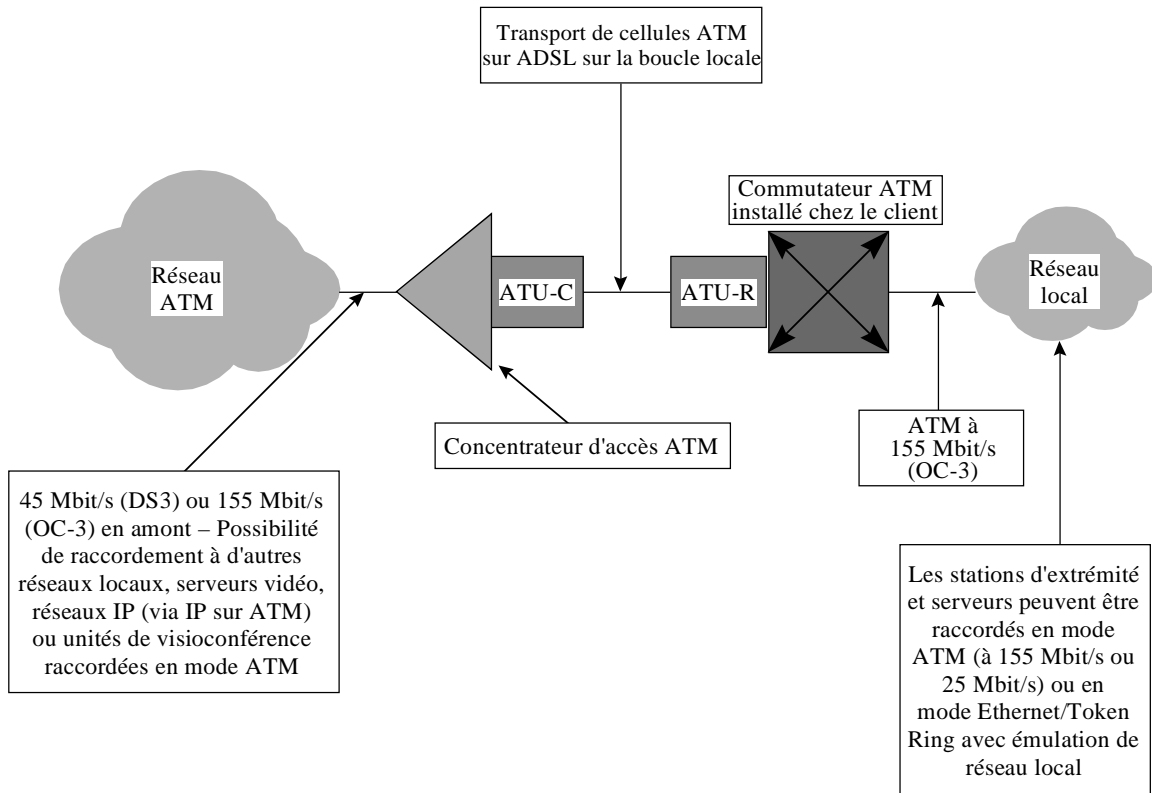 Transport de cellules ATM
sur ADSL sur la boucle locale
Commutateur ATM
installé chez le client
Réseau
ATM
ATU-C
ATU-R
Réseau
local
Concentrateur d'accès ATM
ATM à
155 Mbit/s
(OC-3)
45 Mbit/s (DS3) ou 155 Mbit/s
(OC-3) en amont – Possibilité
de raccordement à d'autres
réseaux locaux, serveurs vidéo,
réseaux IP (via IP sur ATM)
ou unités de visioconférence
raccordées en mode ATM
Les stations d'extrémité
et serveurs peuvent être
raccordés en mode
ATM (à 155 Mbit/s ou
25 Mbit/s) ou en
mode Ethernet/Token
Ring avec émulation de
réseau local